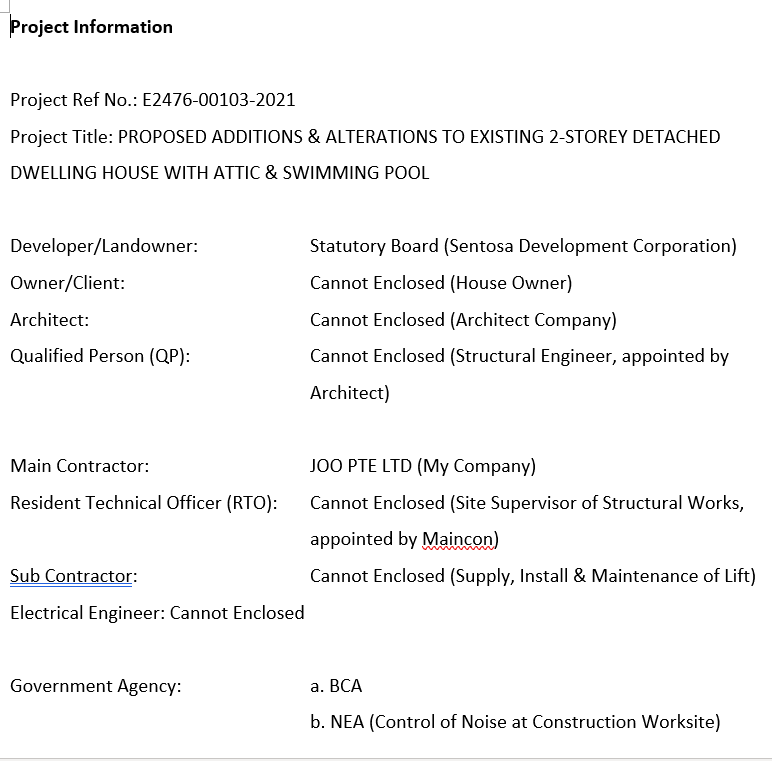 Project Information
Project Ref No.: E2476-00103-2021
Project Title: PROPOSED ADDITIONS & ALTERATIONS TO EXISTING 2-STOREY DETACHED
DWELLING HOUSE WITH ATTIC & SWIMMING POOL
Developer/Landowner: Statutory Board (Sentosa Development Corporation)
Owner/Client: Cannot Enclosed (House Owner)
Architect: Cannot Enclosed (Architect Company)
Qualified Person (QP): Cannot Enclosed (Structural Engineer, appointed by
Architect)
Main Contractor: JOO PTE LTD (My Company)
Resident Technical Officer (RTO): Cannot Enclosed (Site Supervisor of Structural Works,
appointed by Maincon)
Sub Contractor: Cannot Enclosed (Supply, Install & Maintenance of Lift)
Electrical Engineer: Cannot Enclosed
Government Agency: a. BCA
b. NEA (Control of Noise at Construction Worksite)